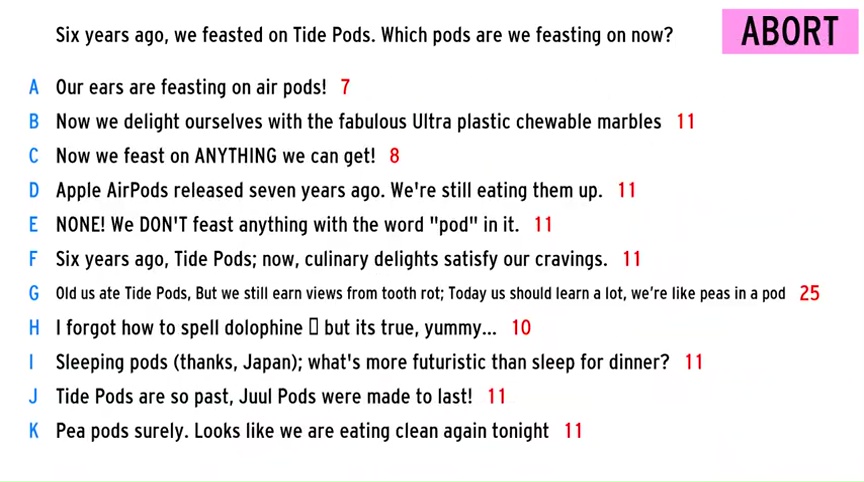 Six years ago, we feasted on Tide Pods. Which pods are we feasting on now?
ABORT
A Our ears are feasting on air pods! 7
B Now we delight ourselves with the fabulous Ultra plastic chewable marbles 11
C Now we feast on ANYTHING we can get! 8
D Apple AirPods released seven years ago. We're still eating them up. 11
E NONE! We DON'T feast anything with the word "pod" in it. 11
F Six years ago, Tide Pods; now, culinary delights satisfy our cravings. 11
G Old us ate Tide Pods, But we still earn views from tooth rot; Today us should learn a lot, we're like peas in a pod 25
H I forgot how to spell dolophine ▯ but its true, yummy... 10
I Sleeping pods (thanks, Japan); what's more futuristic than sleep for dinner? 11
J Tide Pods are so past, Juul Pods were made to last! 11
K Pea pods surely. Looks like we are eating clean again tonight 11